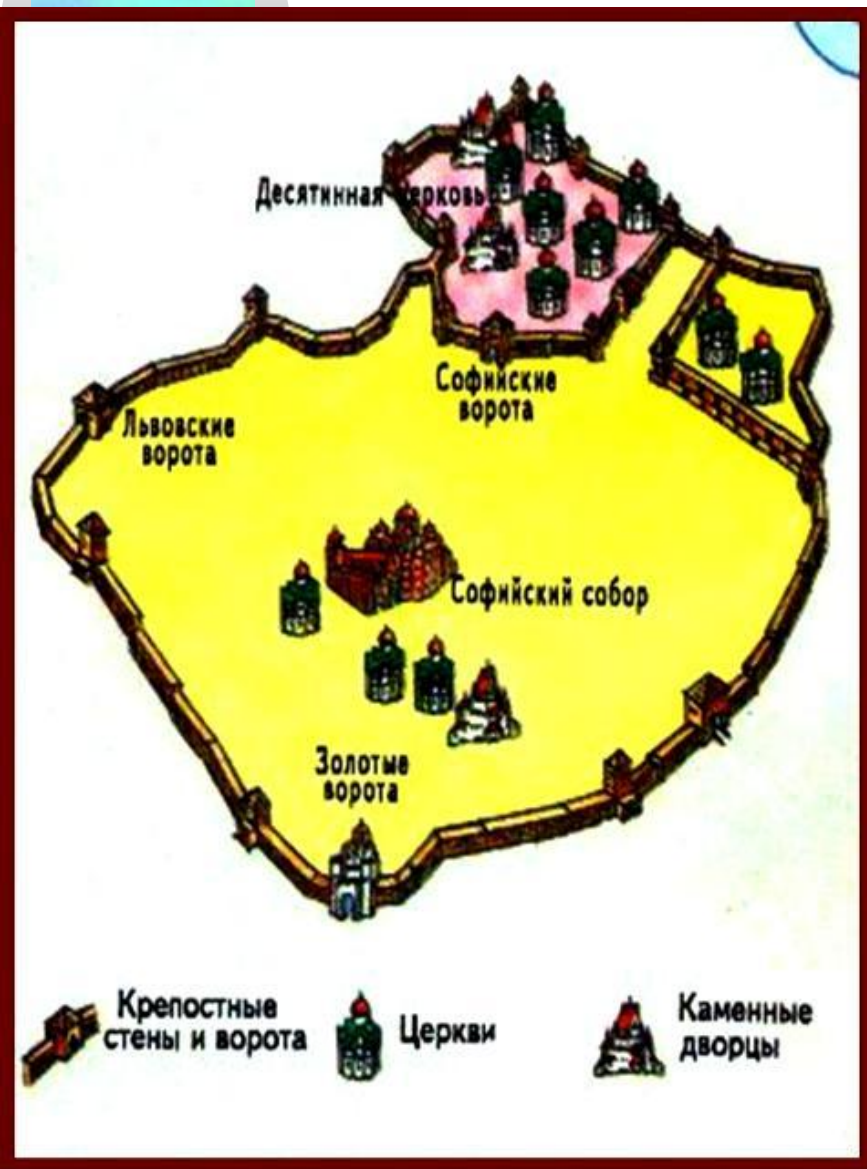 Десятинная церковь
Софийские
ворота
Львовские
ворота
Софийский собор
Золотые
ворота
Крепостные
стены и ворота
Церкви
Каменные
дворцы